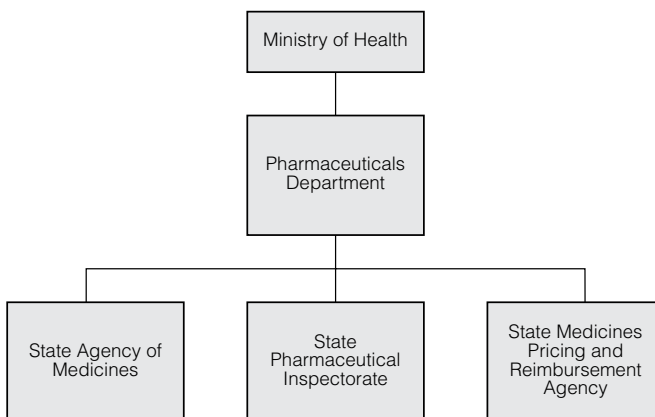 Ministry of Health
Pharmaceuticals
Department
State Agency of
Medicines
State
Pharmaceutical
Inspectorate
State Medicines
Pricing and
Reimbursement
Agency